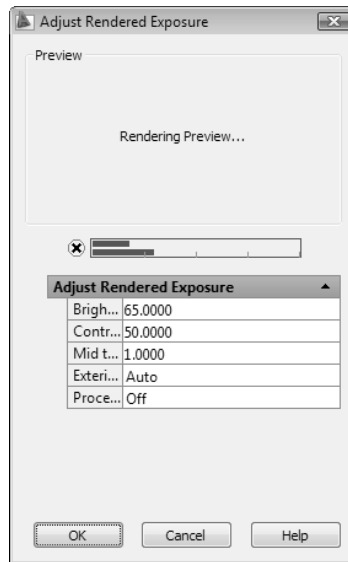 Adjust Rendered Exposure
Preview
Rendering Preview...
Adjust Rendered Exposure
Brigh... 65.0000
Contr... 50.0000
Mid t... 1.0000
Exteri... Auto
Proce... Off
OK Cancel Help